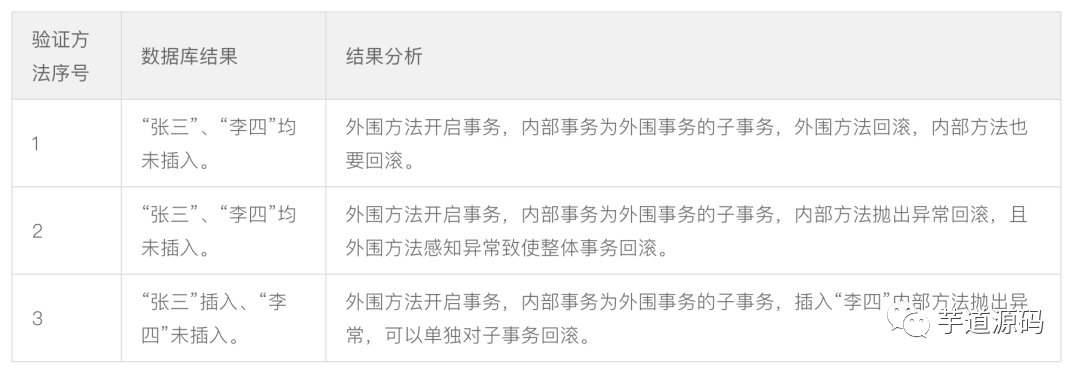 验证方
法序号
数据库结果
结果分析
1
“张三”、“李四”均
未插入。
外围方法开启事务，内部事务为外围事务的子事务，外围方法回滚，内部方法也
要回滚。
2
“张三”、“李四”均
未插入。
外围方法开启事务，内部事务为外围事务的子事务，内部方法抛出异常回滚，且
外围方法感知异常致使整体事务回滚。
3
“张三”插入、“李
四”未插入。
外围方法开启事务，内部事务为外围事务的子事务，插入“李四”内部方法抛出异
常，可以单独对子事务回滚。
芋道源码